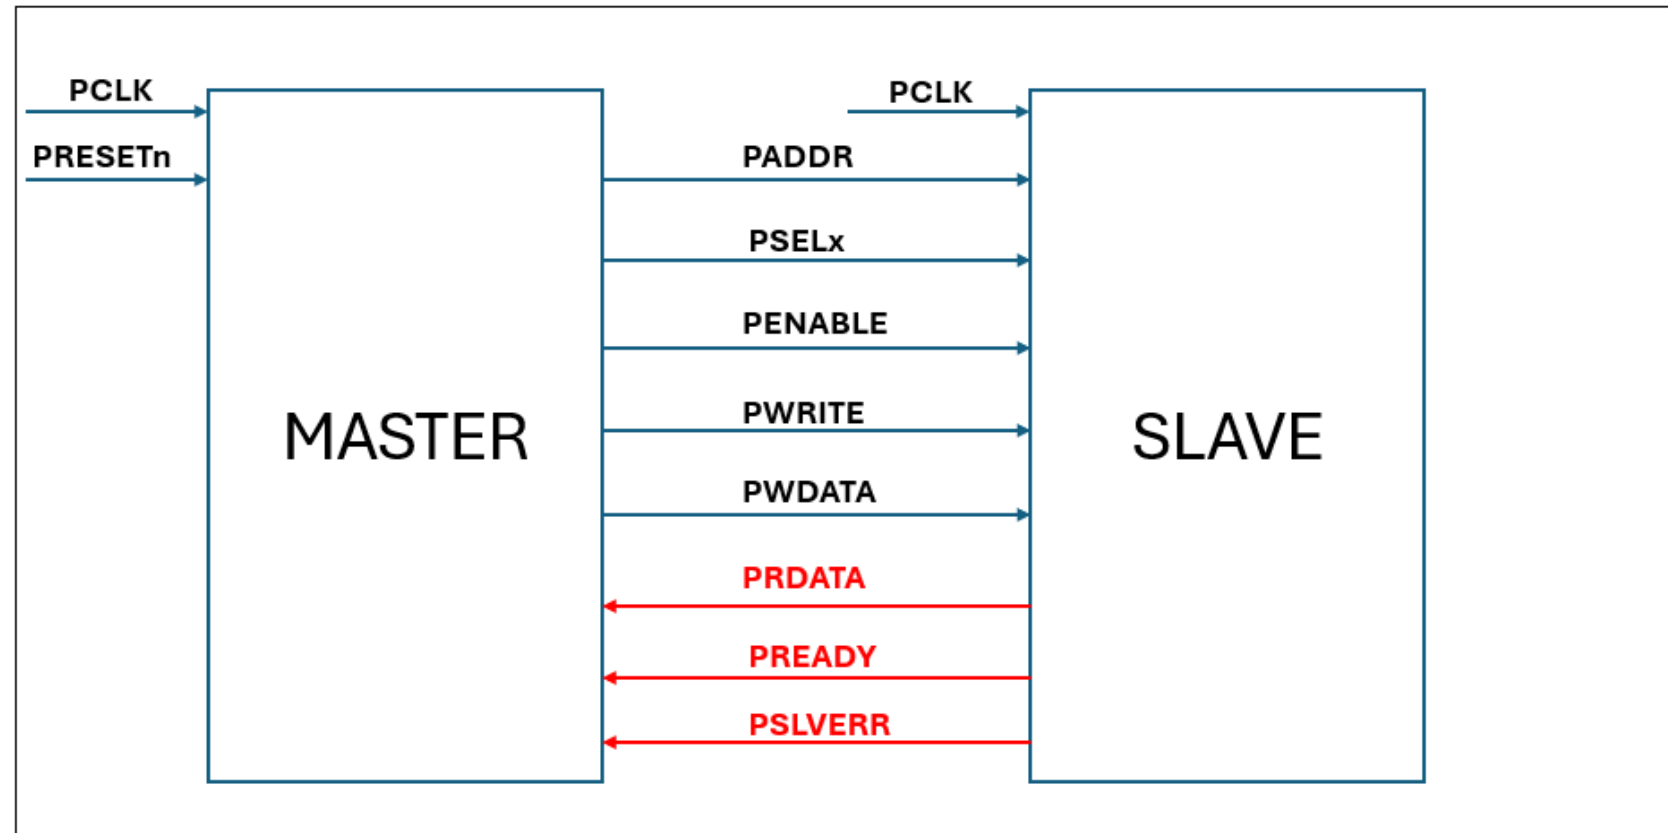 PCLK
PCLK
PRESETn
PADDR
PSELx
PENABLE
PWRITE
MASTER
SLAVE
PWDATA
PRDATA
PREADY
PSLVERR